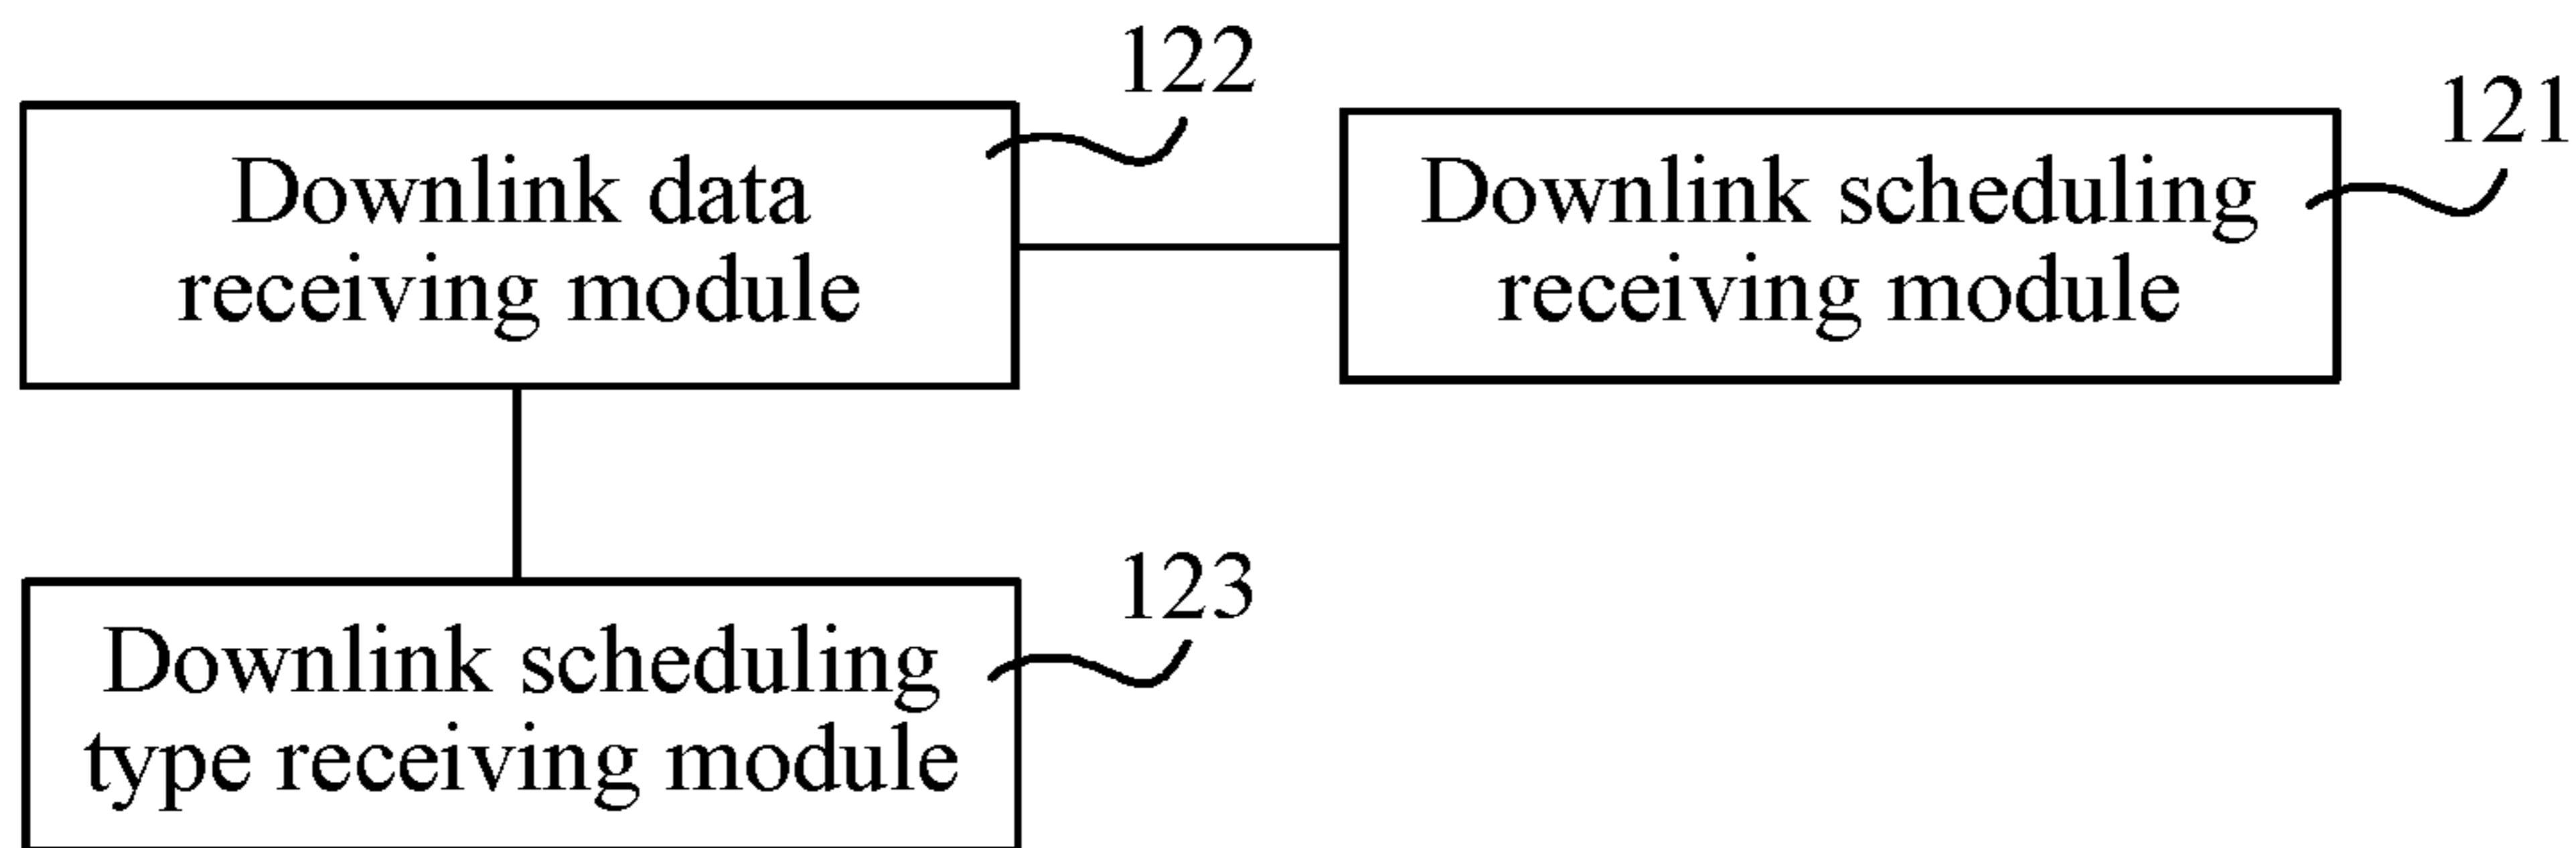 122
121
Downlink data
receiving module
Downlink scheduling
receiving module
123
Downlink scheduling
type receiving module